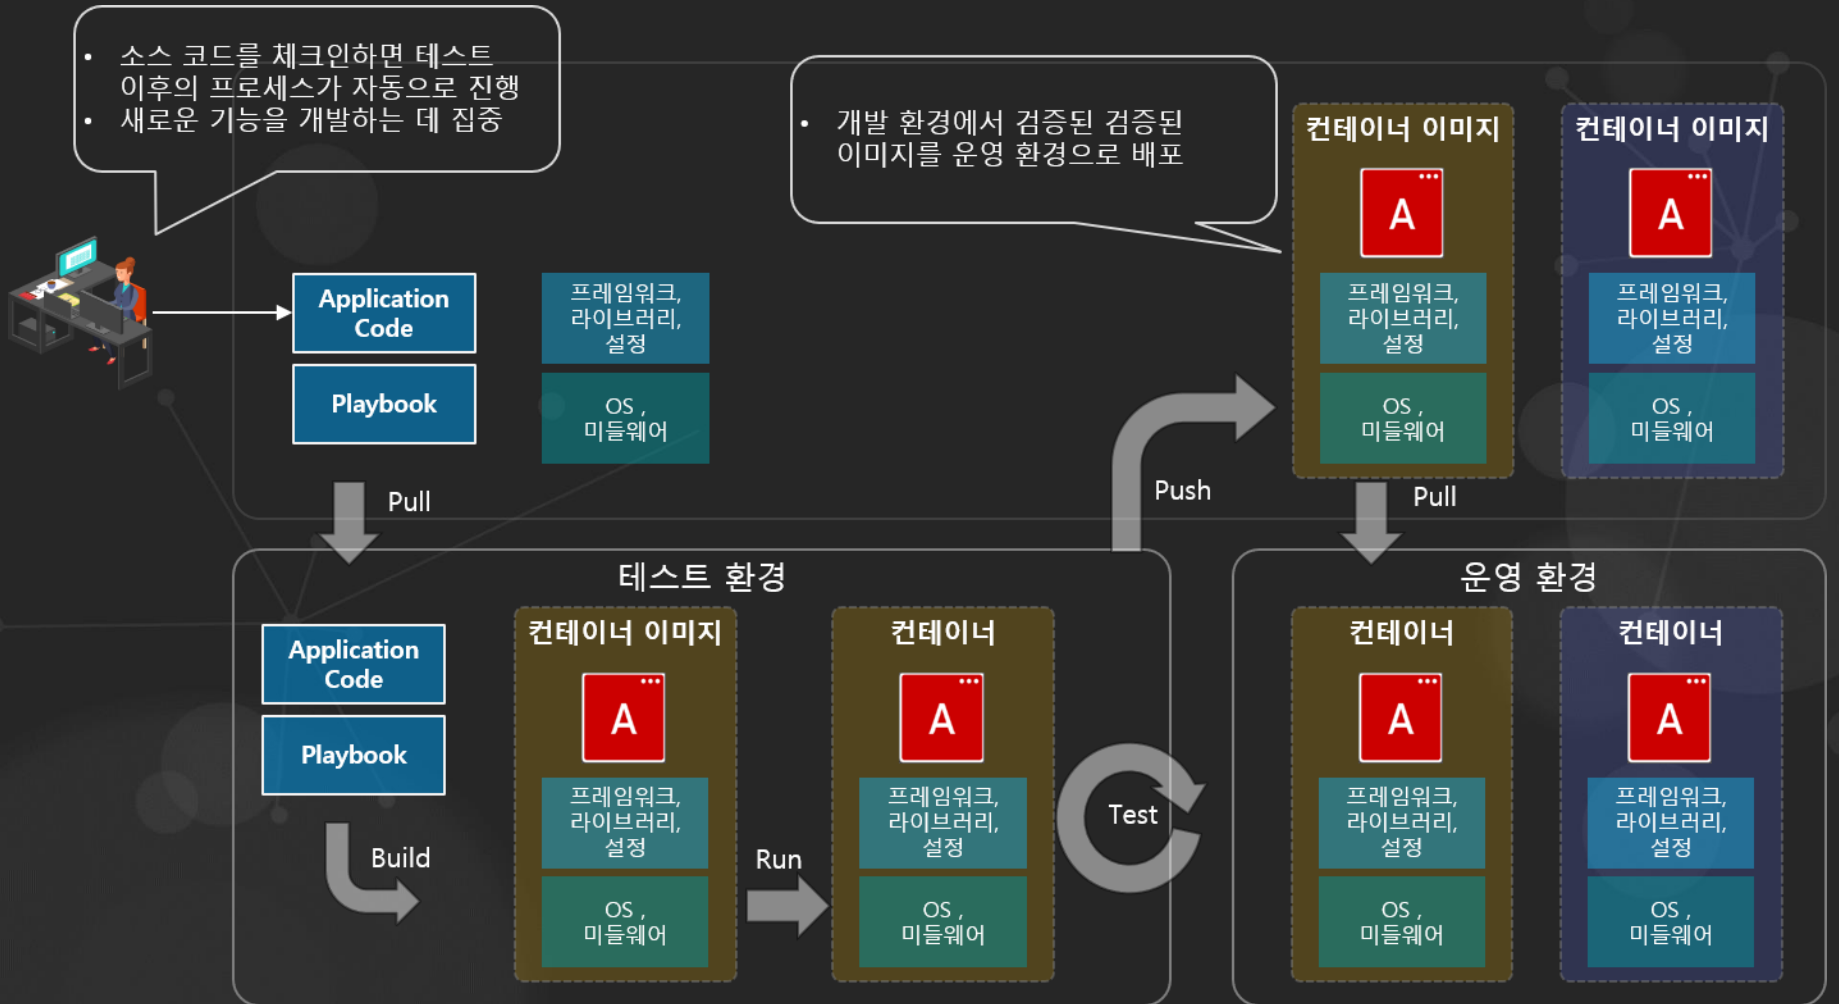 • 소스 코드를 체크인하면 테스트
이후의 프로세스가 자동으로 진행
• 새로운 기능을 개발하는 데 집중
• 개발 환경에서 검증된 검증된
이미지를 운영 환경으로 배포
컨테이너 이미지
A
프레임워크,
라이브러리,
설정
OS ,
미들웨어
컨테이너 이미지
A
프레임워크,
라이브러리,
설정
OS ,
미들웨어
Application
Code
Playbook
프레임워크,
라이브러리,
설정
OS ,
미들웨어
Pull
Push
Pull
테스트 환경
Application
Code
Playbook
Build
컨테이너 이미지
A
프레임워크,
라이브러리,
설정
OS ,
미들웨어
Run
컨테이너
A
프레임워크,
라이브러리,
설정
OS ,
미들웨어
Test
운영 환경
컨테이너
A
프레임워크,
라이브러리,
설정
OS ,
미들웨어
컨테이너
A
프레임워크,
라이브러리,
설정
OS ,
미들웨어